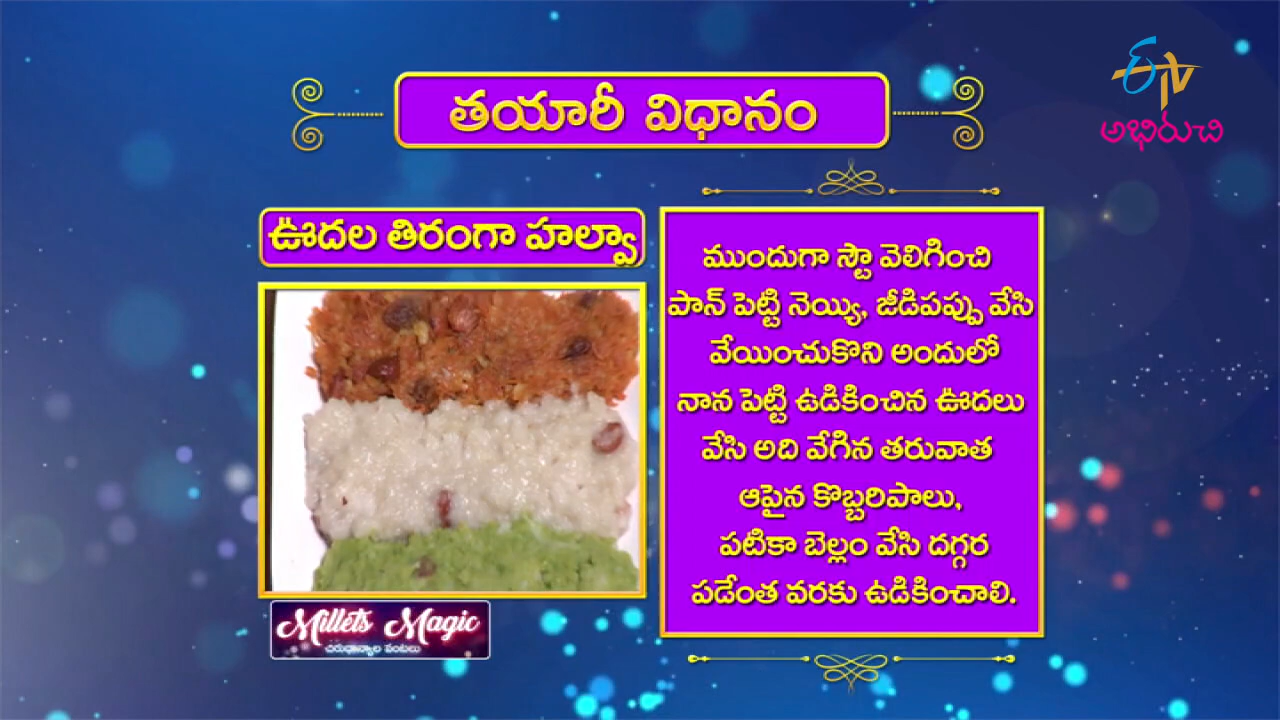 తయారీ విధానం
ETV
అభిరుచి
ఊదల తిరంగా హల్వా
ముందుగా స్టౌ వెలిగించి
పాన్ పెట్టి నెయ్యి, జీడిపప్పు వేసి
వేయించుకొని అందులో
నాన పెట్టి ఉడికించిన ఊదలు
వేసి అది వేగిన తరువాత
ఆపైన కొబ్బరిపాలు,
పటికా బెల్లం వేసి దగ్గర
పడేంత వరకు ఉడికించాలి.
Millets Magic
చిరుధాన్యాల వంటలు